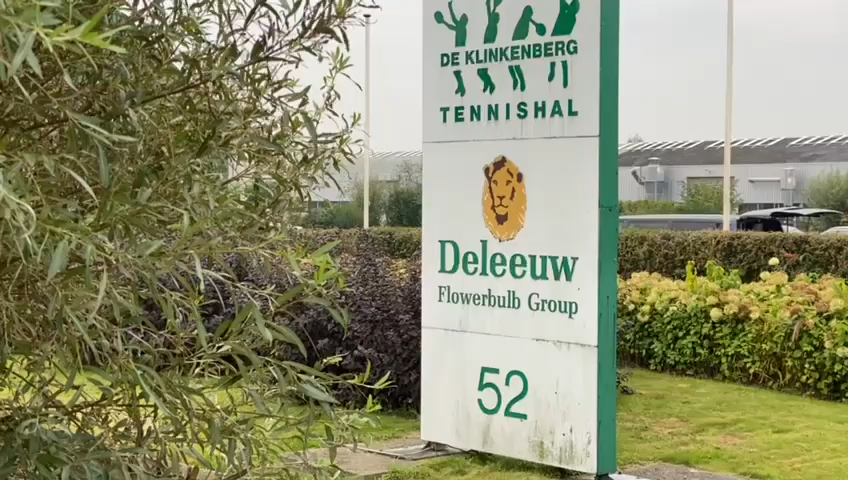 DE KLINKENBERG
TENNISHAL
Deleeuw
Flowerbulb Group
52